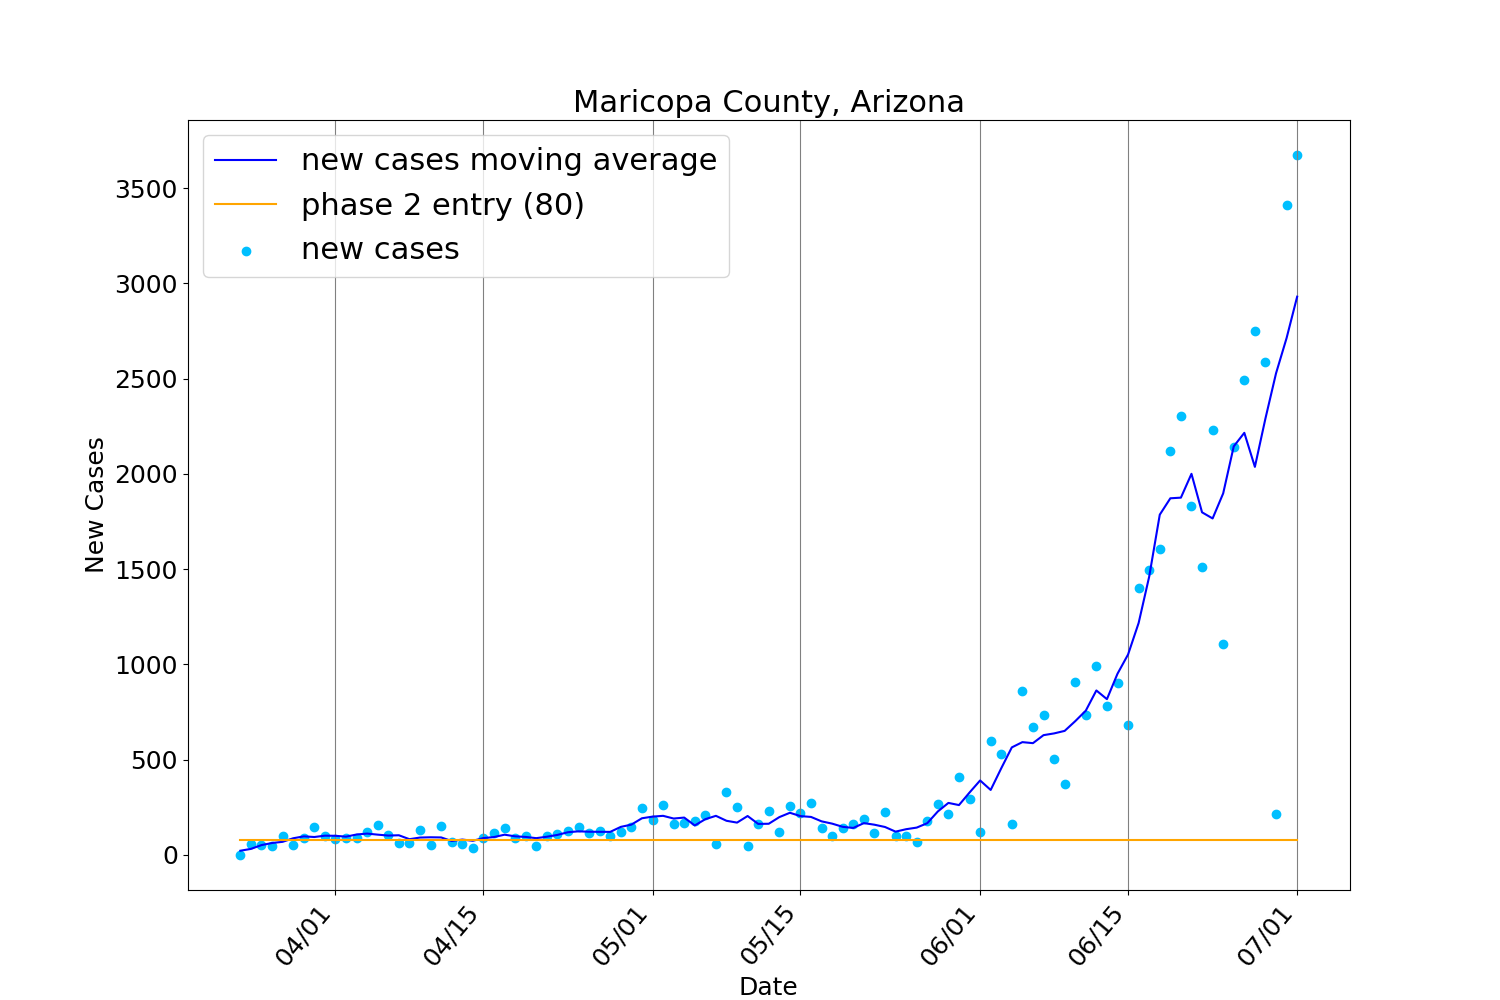 Maricopa County, Arizona
new cases moving average
phase 2 entry (80)
new cases
3500
3000
2500
2000
1500
1000
500
0
New Cases
04/01
04/15
05/01
05/15
06/01
06/15
07/01
Date